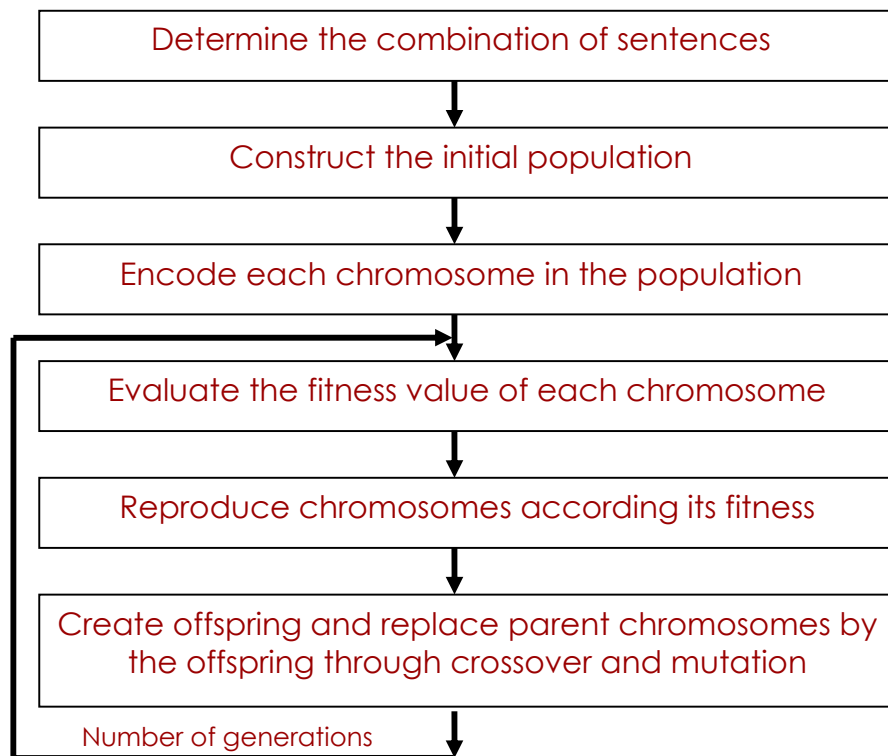 Determine the combination of sentences
Construct the initial population
Encode each chromosome in the population
Evaluate the fitness value of each chromosome
Reproduce chromosomes according its fitness
Create offspring and replace parent chromosomes by
the offspring through crossover and mutation
Number of generations